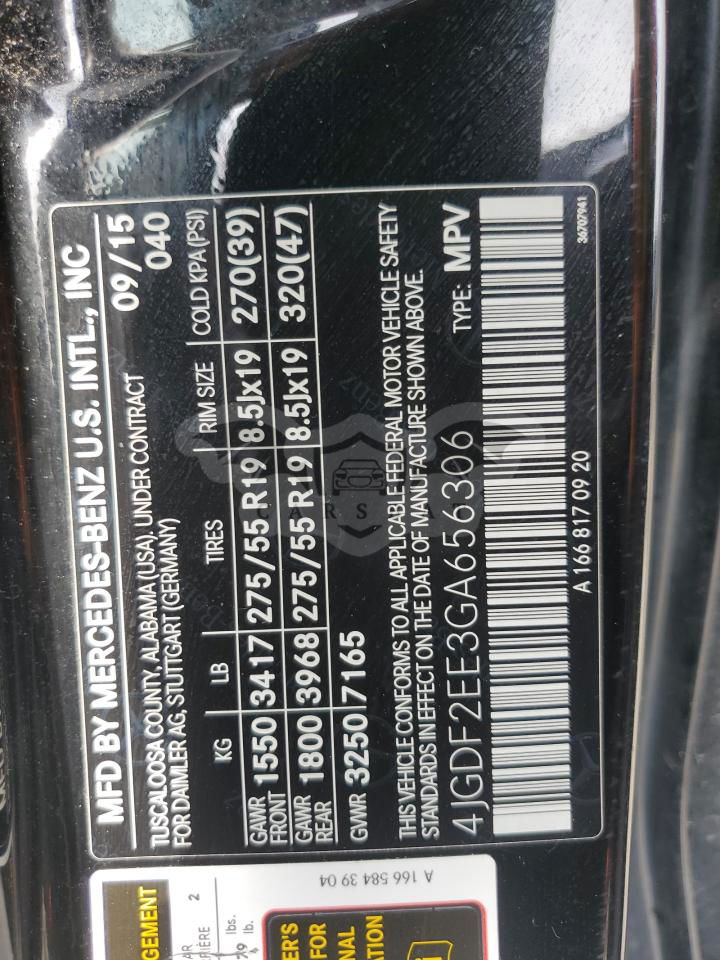 MFD BY MERCEDES-BENZ U.S. INTL., INC
TUSCALOOSA COUNTY, ALABAMA (USA), UNDER CONTRACT 09/15
FOR DAIMLER AG, STUTTGART (GERMANY) 040
KG LB TIRES RIM SIZE COLD KPA (PSI)
GAWR FRONT 1550 3417 275/55 R19 8.5Jx19 270(39)
GAWR REAR 1800 3968 275/55 R19 8.5Jx19 320(47)
GVWR 3250 7165
THIS VEHICLE CONFORMS TO ALL APPLICABLE FEDERAL MOTOR VEHICLE SAFETY
STANDARDS IN EFFECT ON THE DATE OF MANUFACTURE SHOWN ABOVE.
4JGDF2EE3GA656306 TYPE: MPV
A 166 817 09 20 36707941
A 166 584 39 04
GEMENT
2
lbs.
lb.
FOR
CARS